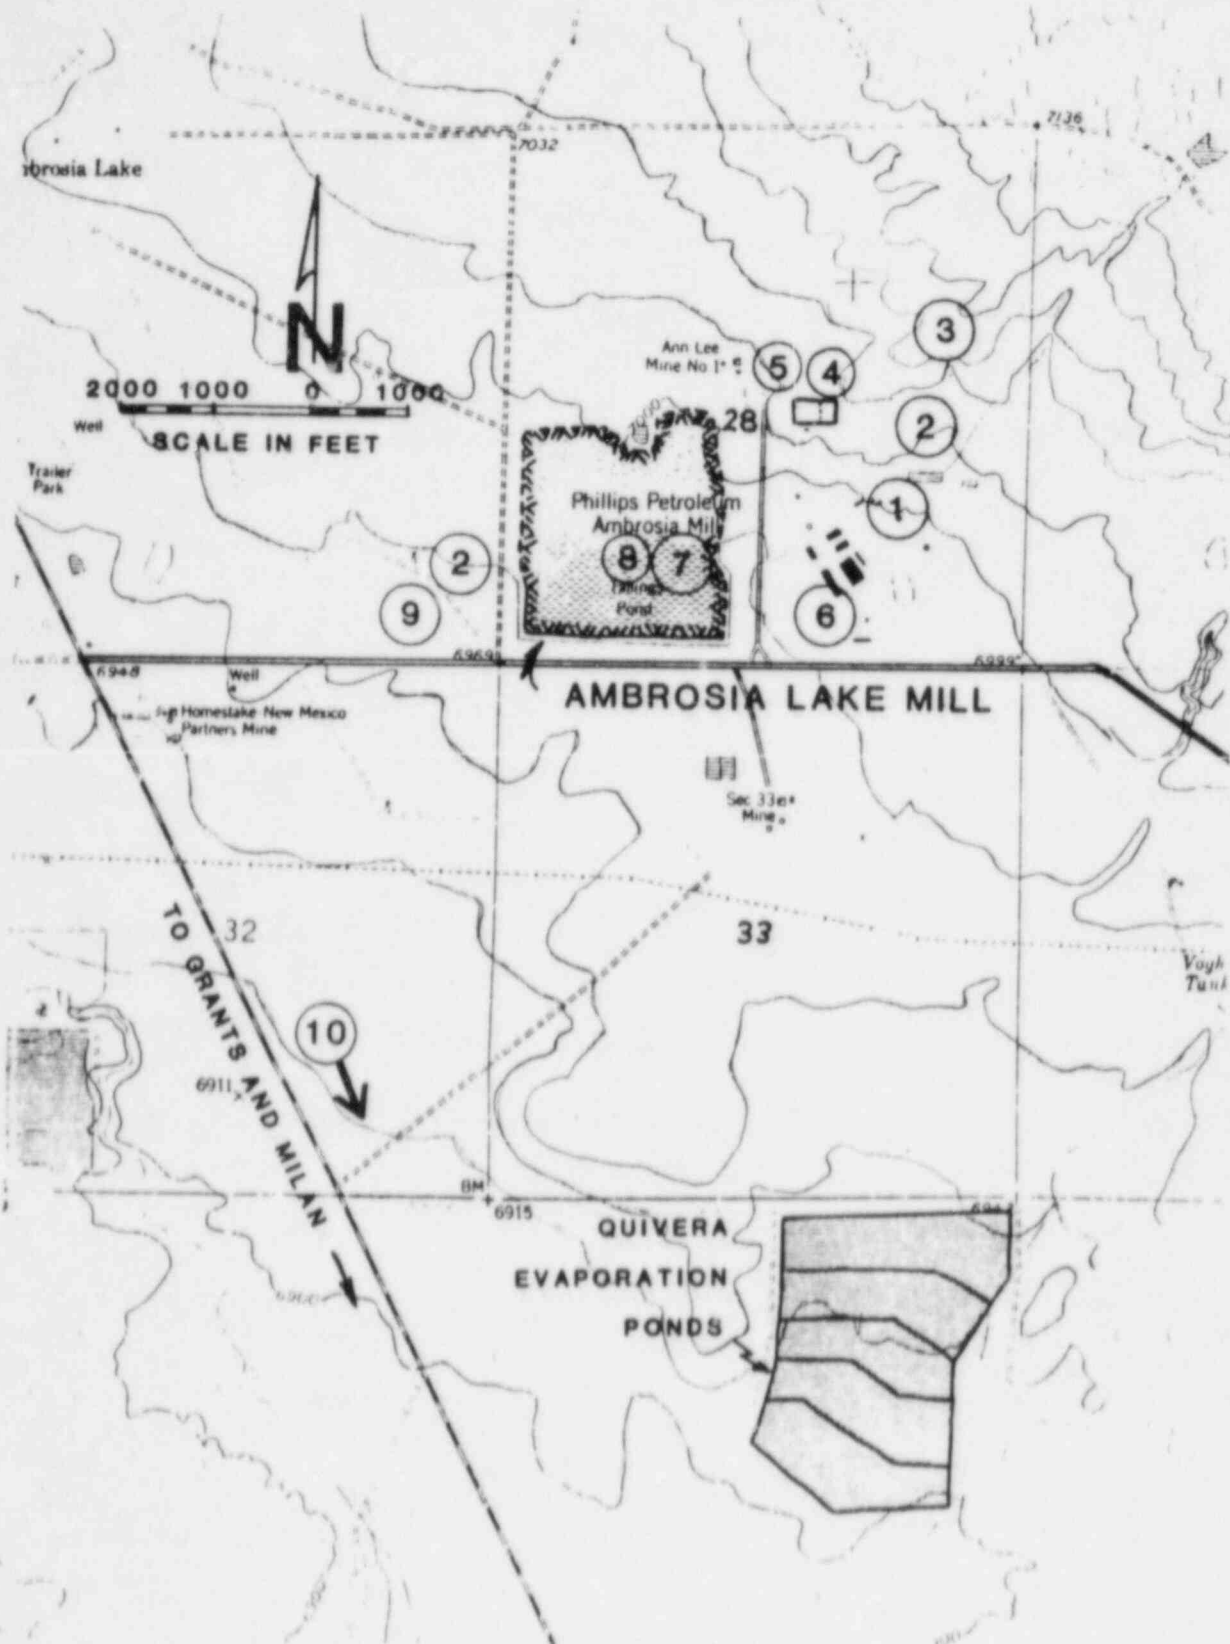 7136
7032
brosia Lake
N
3
Ann Lee
Mine No 1
5
4
2000 1000 0 1000
Well
SCALE IN FEET
7000
28
2
Trailer
Park
Phillips Petroleum
Ambrosia Mill
1
2
8
7
Pond
9
6
6948
6969
6999
Well
AMBROSIA LAKE MILL
Homestake-New Mexico
Partners Mine
Sec 33
Mine
32
33
TO GRANTS AND MILAN
10
6911
BM
6915
QUIVERA
EVAPORATION
PONDS
6900